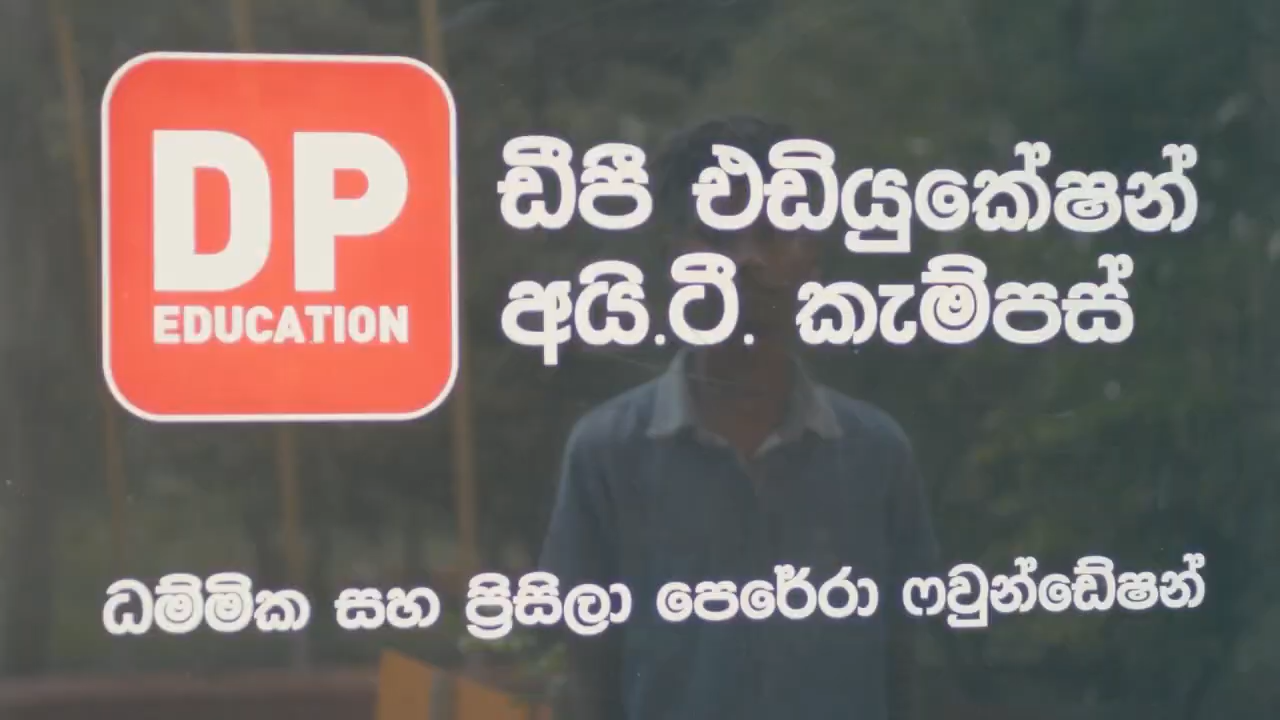 DP
EDUCATION
ඩීපී එඩියුකේෂන්
අයි.ටී. කැම්පස්
ධම්මික සහ ප්‍රිසිලා පෙරේරා ෆවුන්ඩේෂන්